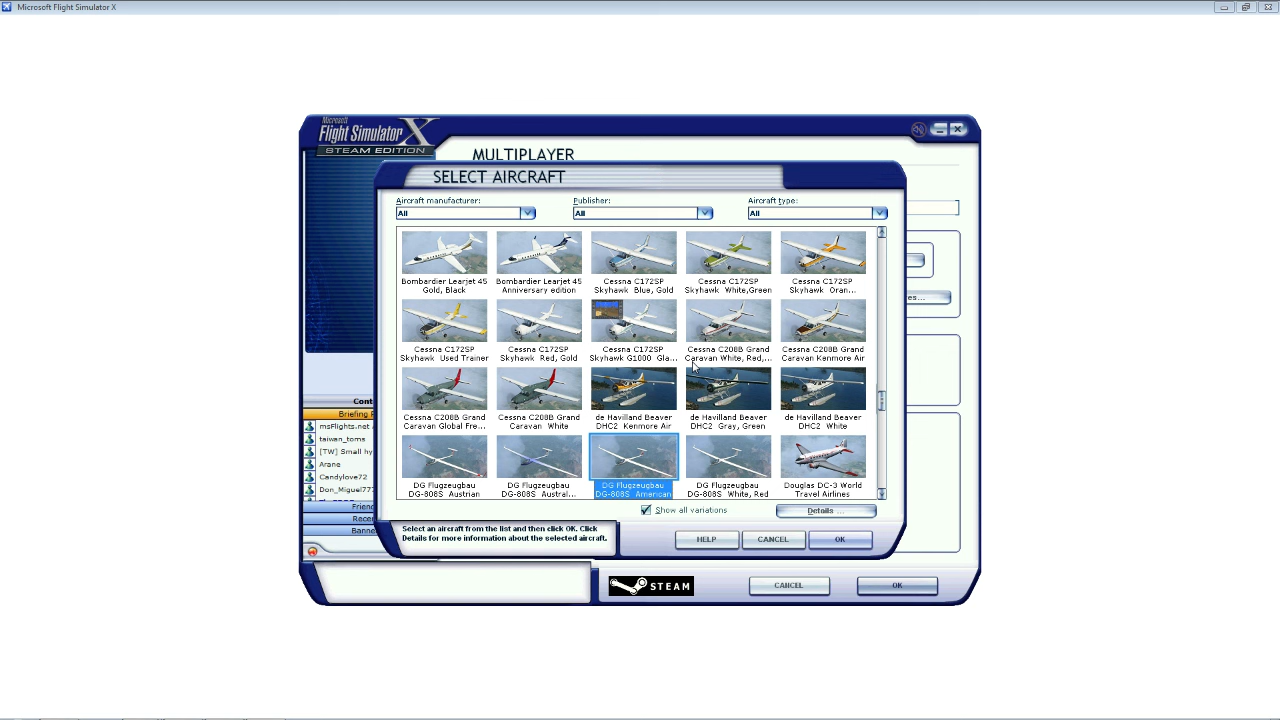 Microsoft Flight Simulator X
Microsoft
Flight Simulator X
STEAM EDITION
MULTIPLAYER
SELECT AIRCRAFT
Aircraft manufacturer:
Publisher:
Aircraft type:
All
All
All
Bombardier Learjet 45
Gold, Black
Bombardier Learjet 45
Anniversary edition
Cessna C172SP
Skyhawk Blue, Gold
Cessna C172SP
Skyhawk White,Green
Cessna C172SP
Skyhawk Oran...
Cessna C172SP
Skyhawk Used Trainer
Cessna C172SP
Skyhawk Red, Gold
Cessna C172SP
Skyhawk G1000 Gla...
Cessna C208B Grand
Caravan White, Red,...
Cessna C208B Grand
Caravan Kenmore Air
Cessna C208B Grand
Caravan Global Fre...
Cessna C208B Grand
Caravan White
de Havilland Beaver
DHC2 Kenmore Air
de Havilland Beaver
DHC2 Gray, Green
de Havilland Beaver
DHC2 White
DG Flugzeugbau
DG-808S Austrian
DG Flugzeugbau
DG-808S Austral...
DG Flugzeugbau
DG-808S American
DG Flugzeugbau
DG-808S White, Red
Douglas DC-3 World
Travel Airlines
Show all variations
Details ...
Select an aircraft from the list and then click OK. Click
Details for more information about the selected aircraft.
HELP
CANCEL
OK
Cont
Briefing R
msFlights.net
taiwan_toms
[TW] Small hy
Arane
Candylove72
Don_Miguel777
Frien
Rece
Banne
es...
STEAM
CANCEL
OK